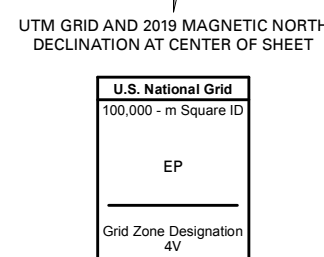 UTM GRID AND 2019 MAGNETIC NORTH
DECLINATION AT CENTER OF SHEET
U.S. National Grid
100,000 - m Square ID
EP
Grid Zone Designation
4V